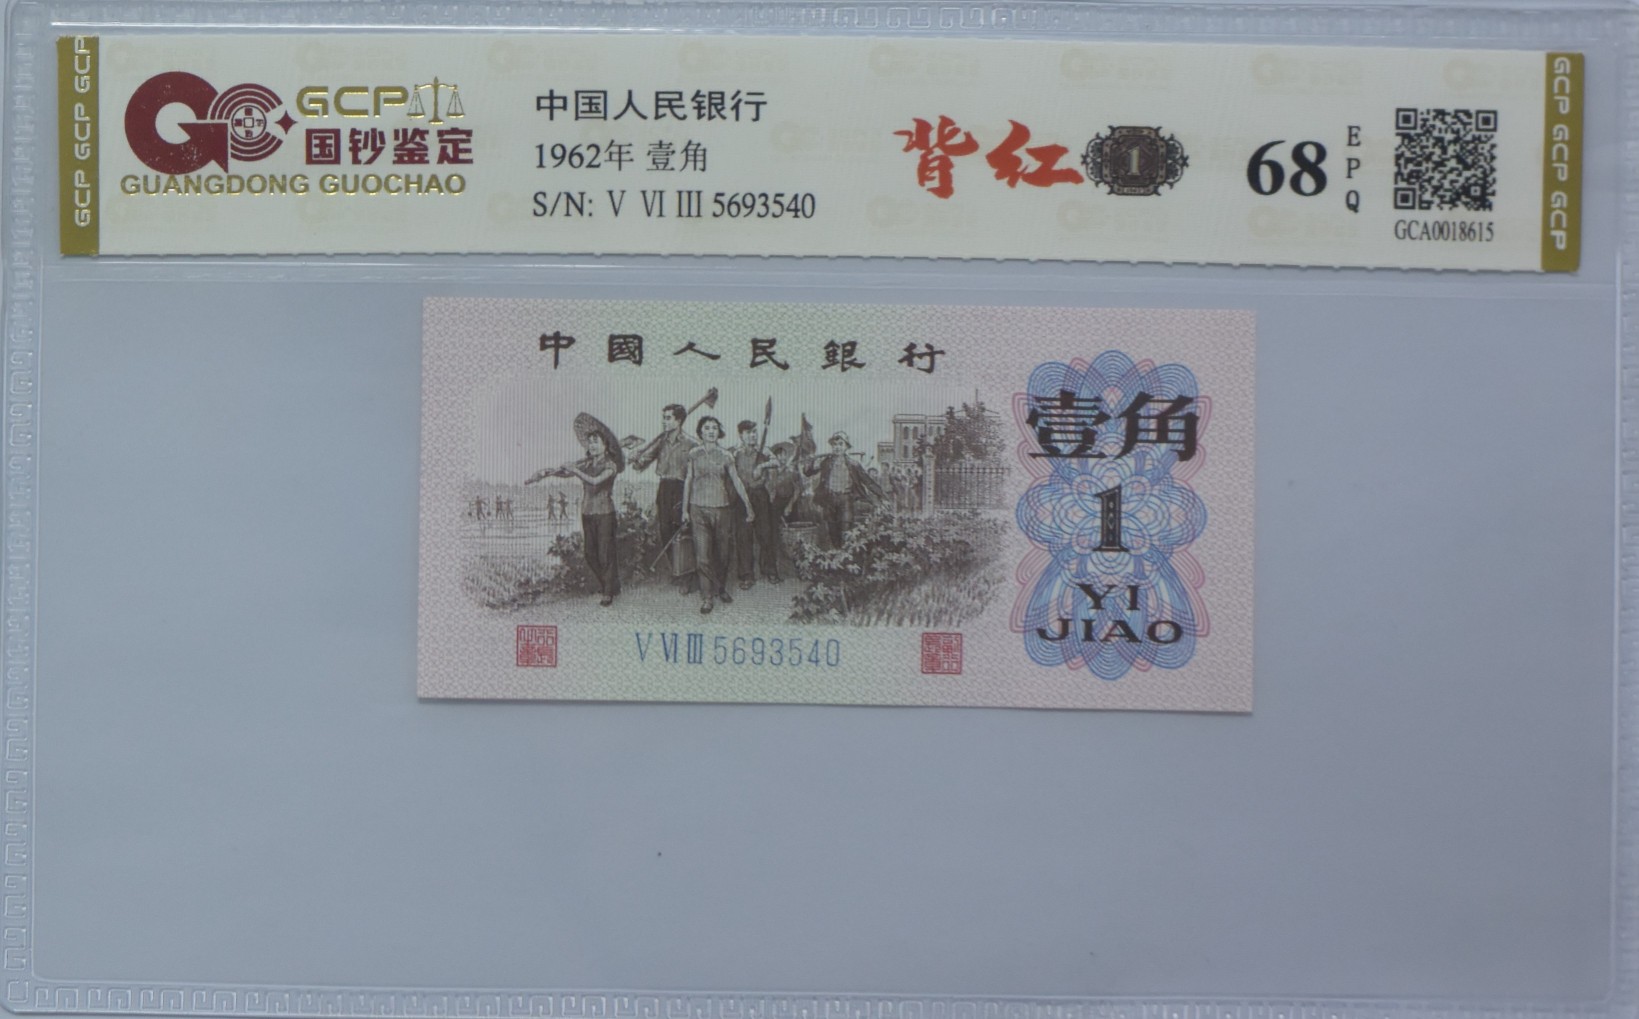 GCP GCP GCP
GCP
国钞鉴定
GUANGDONG GUOCHAO
中国人民银行
1962年 壹角
S/N: V VI III 5693540
背红
1
68
EPQ
GCA0018615
GCP GCP GCP
中國人民銀行
壹角
1
YI
JIAO
V VI III 5693540